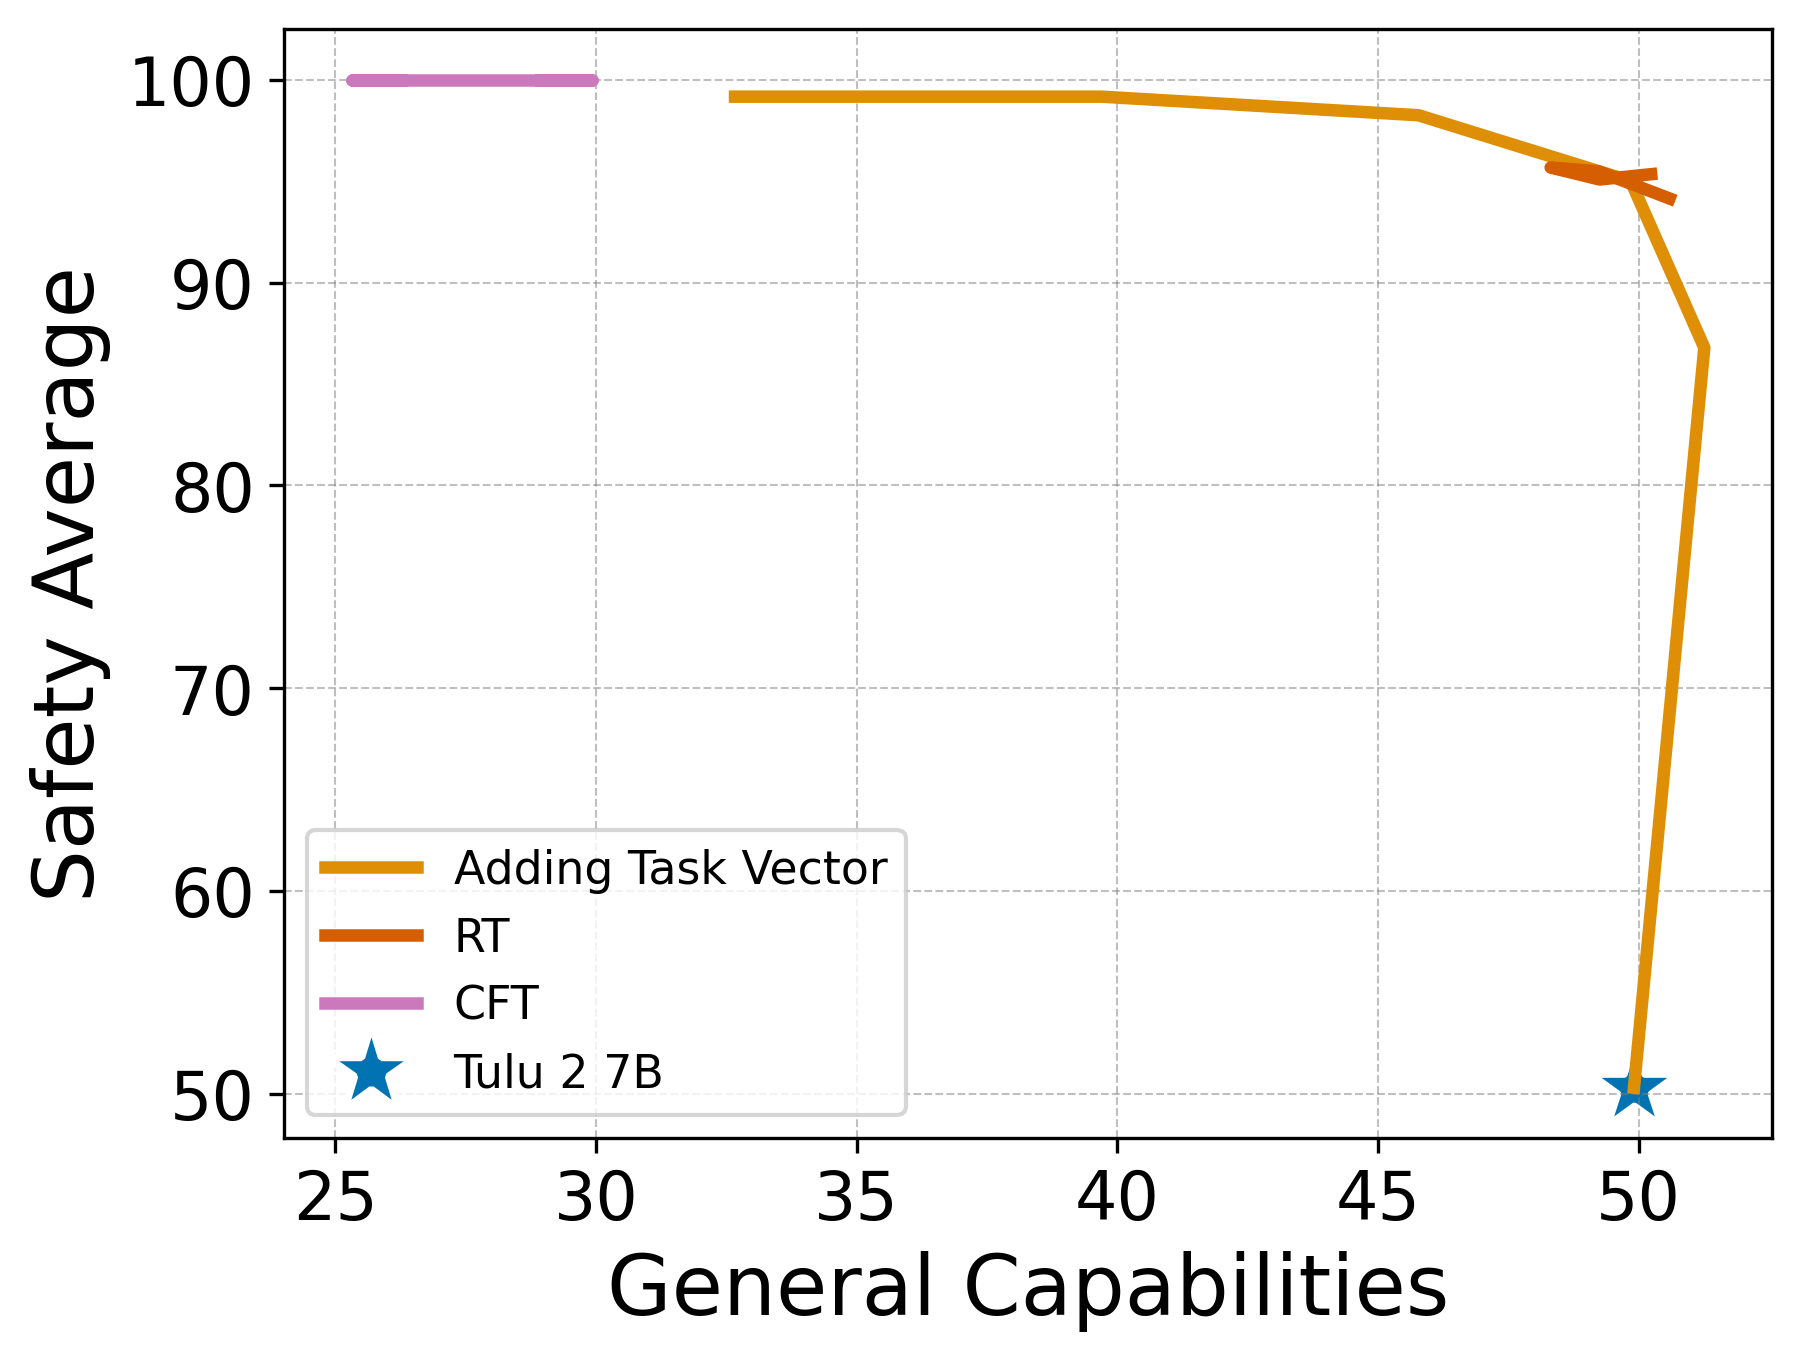 100
90
80
70
60
50
Safety Average
Adding Task Vector
RT
CFT
Tulu 2 7B
25 30 35 40 45 50
General Capabilities